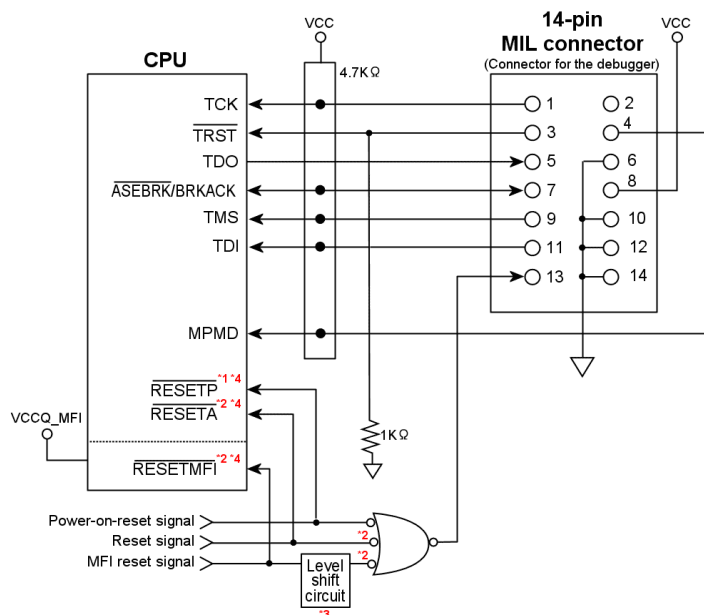 VCC
14-pin
MIL connector
(Connector for the debugger)
VCC
CPU
4.7KΩ
TCK
1
2
TRST
3
4
TDO
5
6
ASEBRK/BRKACK
7
8
TMS
9
10
TDI
11
12
13
14
MPMD
RESETP*1 *4
RESETA*2 *4
VCCQ_MFI
1KΩ
RESETMFI*2 *4
Power-on-reset signal
Reset signal
*2
MFI reset signal
*2
Level
shift
circuit
*3